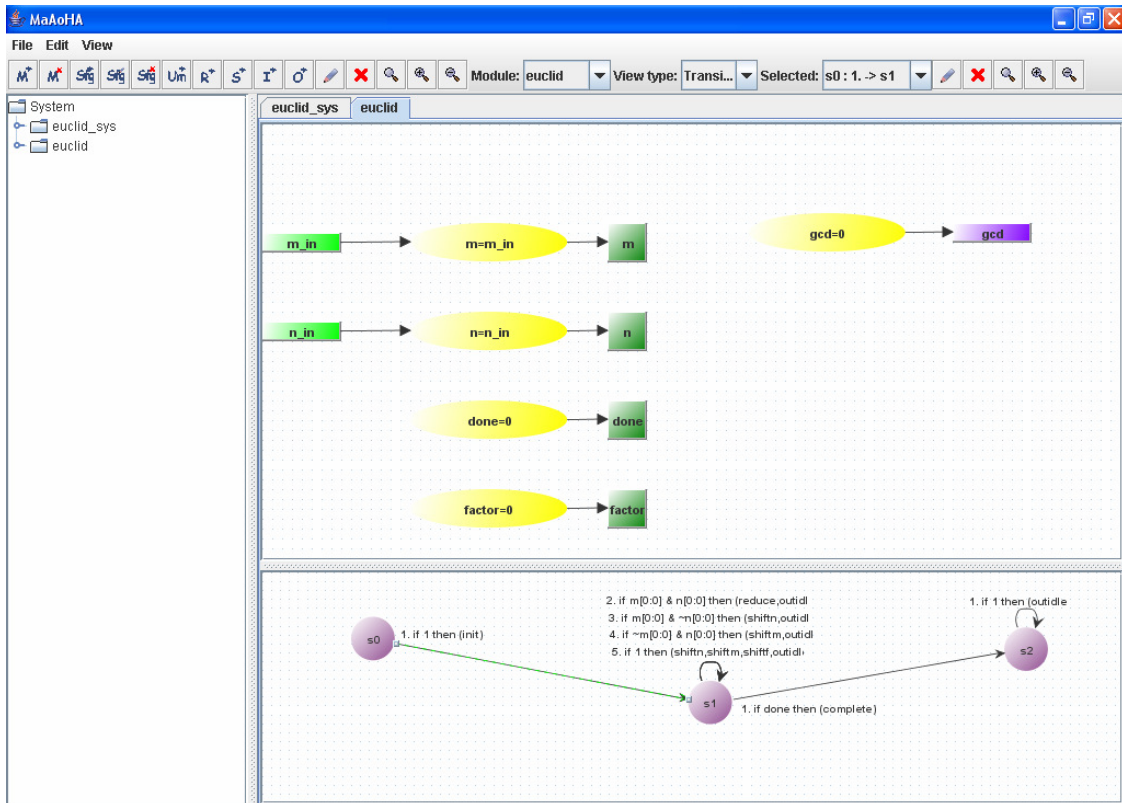 MaAoHA
File Edit View
M+ Mx Sfg Sfg Sfg Um R+ S+ I+ O+ Module: euclid View type: Transi... Selected: s0 : 1. -> s1
System
euclid_sys
euclid
euclid_sys euclid
m_in m=m_in m gcd=0 gcd
n_in n=n_in n
done=0 done
factor=0 factor
2. if m[0:0] & n[0:0] then (reduce,outidl
3. if m[0:0] & ~n[0:0] then (shiftn,outidl
4. if ~m[0:0] & n[0:0] then (shiftm,outidl
5. if 1 then (shiftn,shiftm,shiftf,outidl
1. if 1 then (outidle
s0 1. if 1 then (init)
s2
s1 1. if done then (complete)